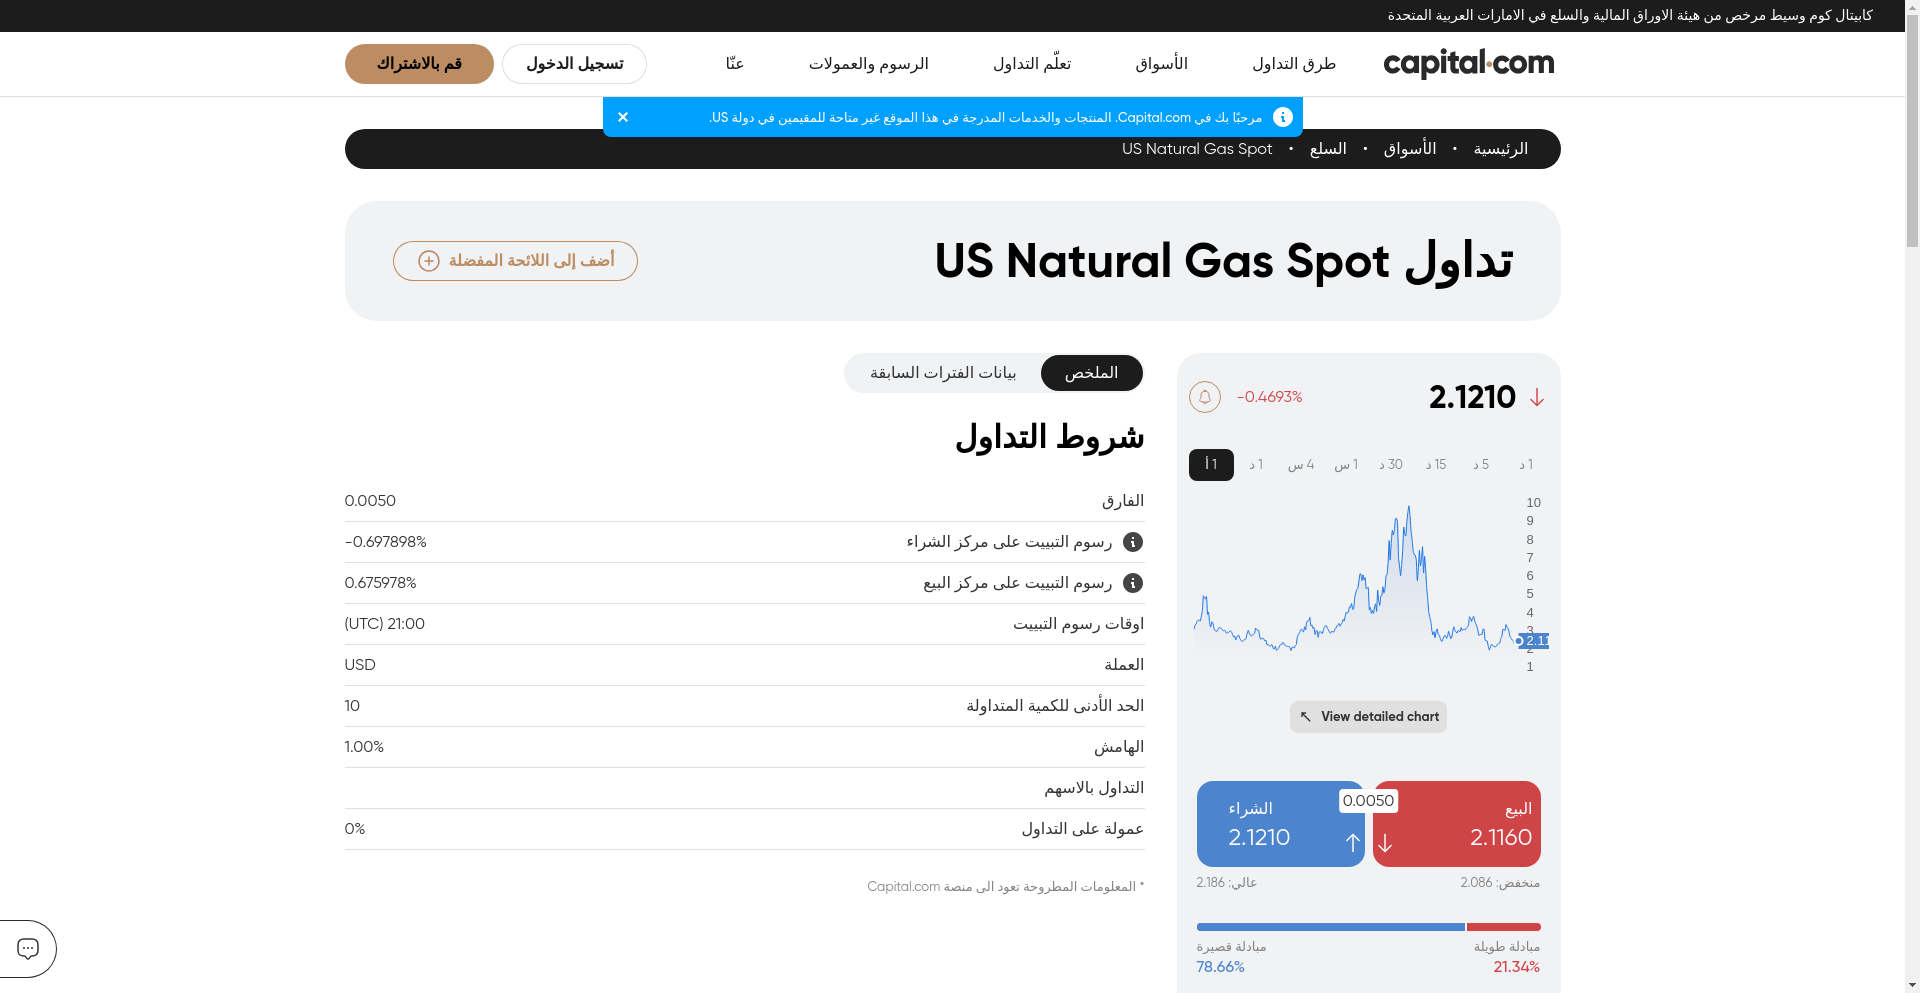 كابيتال كوم وسيط مرخص من هيئة الاوراق المالية والسلع في الامارات العربية المتحدة
capital.com
طرق التداول
الأسواق
تعلّم التداول
الرسوم والعمولات
عنّا
تسجيل الدخول
قم بالاشتراك
مرحبًا بك في Capital.com. المنتجات والخدمات المدرجة في هذا الموقع غير متاحة للمقيمين في دولة US.
الرئيسية • الأسواق • السلع • US Natural Gas Spot
تداول US Natural Gas Spot
أضف إلى اللائحة المفضلة
2.1210
-0.4693%
1 د
5 د
15 د
30 د
1 س
4 س
1 د
1 أ
10
9
8
7
6
5
4
3
2.11
2
1
View detailed chart
البيع
2.1160
0.0050
الشراء
2.1210
منخفض: 2.086
عالي: 2.186
مبادلة طويلة
21.34%
مبادلة قصيرة
78.66%
الملخص
بيانات الفترات السابقة
شروط التداول
الفارق 0.0050
رسوم التبييت على مركز الشراء -0.697898%
رسوم التبييت على مركز البيع 0.675978%
اوقات رسوم التبييت 21:00 (UTC)
العملة USD
الحد الأدنى للكمية المتداولة 10
الهامش 1.00%
التداول بالاسهم
عمولة على التداول 0%
* المعلومات المطروحة تعود الى منصة Capital.com